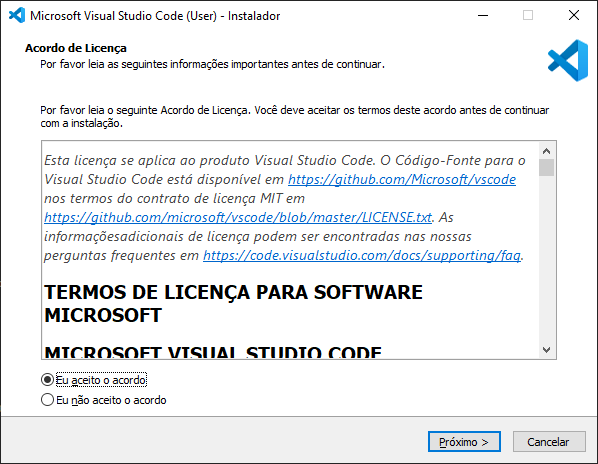 Microsoft Visual Studio Code (User) - Instalador
Acordo de Licença
Por favor leia as seguintes informações importantes antes de continuar.
Por favor leia o seguinte Acordo de Licença. Você deve aceitar os termos deste acordo antes de continuar
com a instalação.
Esta licença se aplica ao produto Visual Studio Code. O Código-Fonte para o
Visual Studio Code está disponível em https://github.com/Microsoft/vscode
nos termos do contrato de licença MIT em
https://github.com/microsoft/vscode/blob/master/LICENSE.txt. As
informaçõesadicionais de licença podem ser encontradas nas nossas
perguntas frequentes em https://code.visualstudio.com/docs/supporting/faq.
TERMOS DE LICENÇA PARA SOFTWARE
MICROSOFT
MICROSOFT VISUAL STUDIO CODE
Eu aceito o acordo
Eu não aceito o acordo
Próximo >
Cancelar